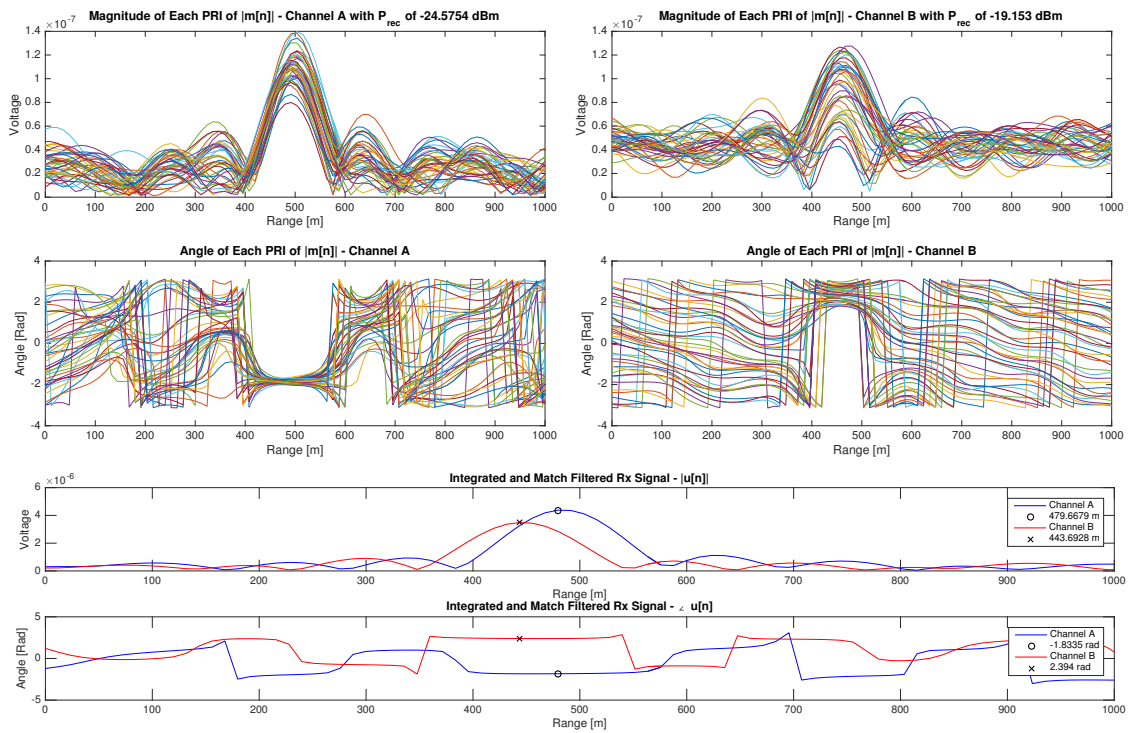 Magnitude of Each PRI of |m[n]| - Channel A with P_rec of -24.5754 dBm
×10^-7
1.4
1.2
1
0.8
0.6
0.4
0.2
0
Voltage
0 100 200 300 400 500 600 700 800 900 1000
Range [m]
Magnitude of Each PRI of |m[n]| - Channel B with P_rec of -19.153 dBm
×10^-7
1.4
1.2
1
0.8
0.6
0.4
0.2
0
Voltage
0 100 200 300 400 500 600 700 800 900 1000
Range [m]
Angle of Each PRI of |m[n]| - Channel A
4
2
0
-2
-4
Angle [Rad]
0 100 200 300 400 500 600 700 800 900 1000
Range [m]
Angle of Each PRI of |m[n]| - Channel B
4
2
0
-2
-4
Angle [Rad]
0 100 200 300 400 500 600 700 800 900 1000
Range [m]
Integrated and Match Filtered Rx Signal - |u[n]|
×10^-6
6
4
2
0
Voltage
Channel A
479.6679 m
Channel B
443.6928 m
0 100 200 300 400 500 600 700 800 900 1000
Range [m]
Integrated and Match Filtered Rx Signal - ∠ u[n]
5
0
-5
Angle [Rad]
Channel A
-1.8335 rad
Channel B
2.394 rad
0 100 200 300 400 500 600 700 800 900 1000
Range [m]